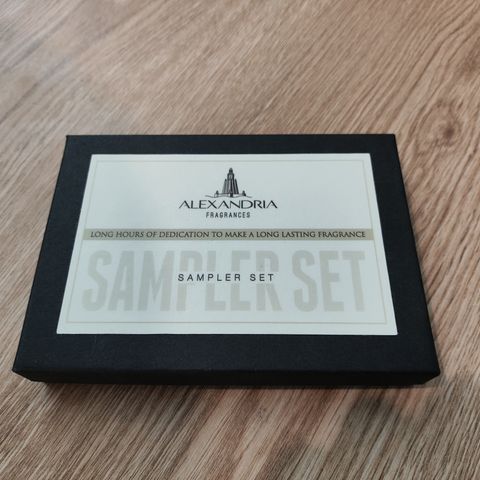 ALEXANDRIA
FRAGRANCES
LONG HOURS OF DEDICATION TO MAKE A LONG LASTING FRAGRANCE
SAMPLER SET
SAMPLER SET